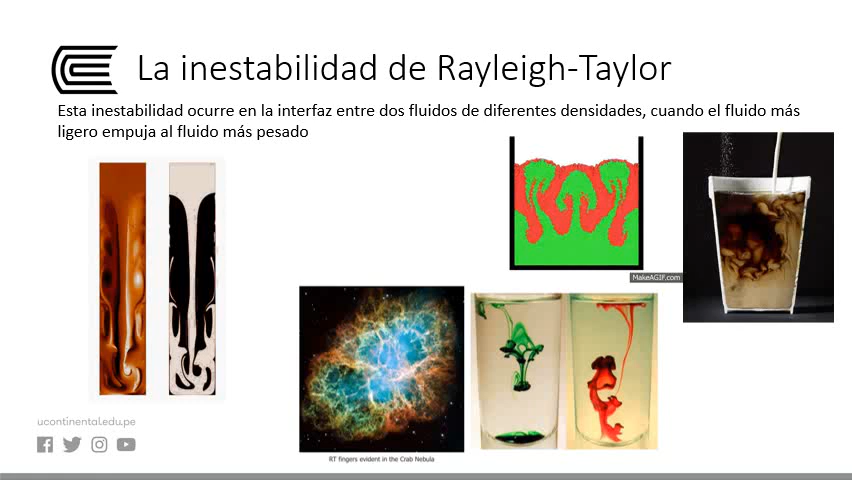 La inestabilidad de Rayleigh-Taylor
Esta inestabilidad ocurre en la interfaz entre dos fluidos de diferentes densidades, cuando el fluido más
ligero empuja al fluido más pesado
MakeAGIF.com
RT fingers evident in the Crab Nebula
ucontinental.edu.pe